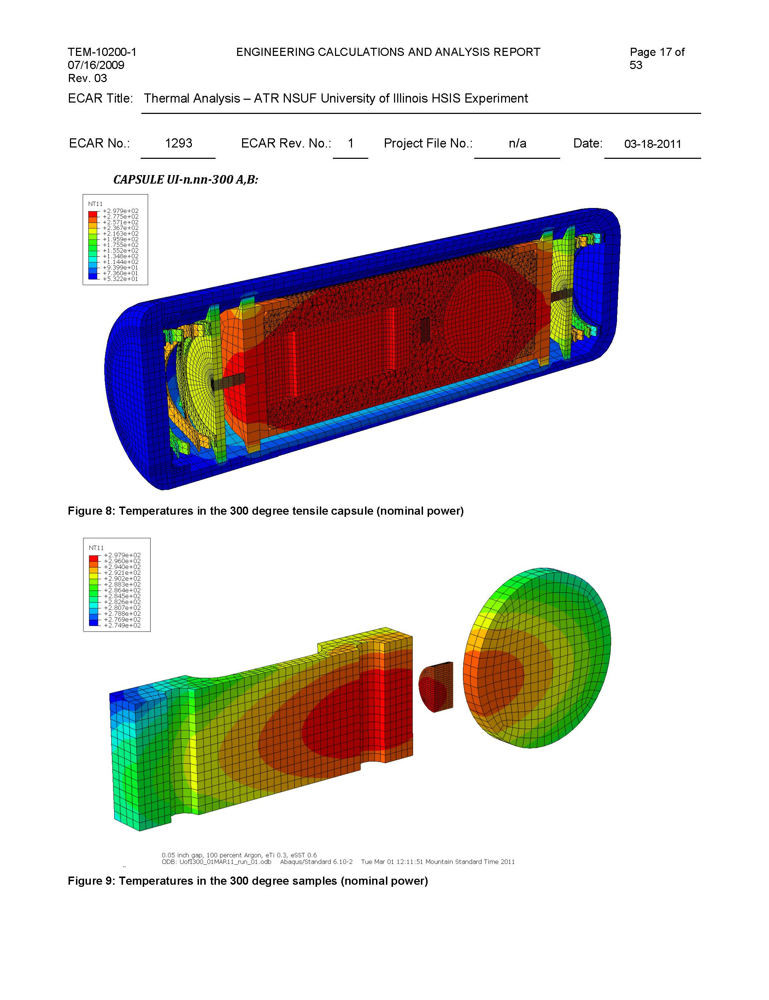 TEM-10200-1 ENGINEERING CALCULATIONS AND ANALYSIS REPORT Page 17 of
07/16/2009 53
Rev. 03
ECAR Title: Thermal Analysis – ATR NSUF University of Illinois HSIS Experiment
ECAR No.: 1293 ECAR Rev. No.: 1 Project File No.: n/a Date: 03-18-2011
CAPSULE UI-n.nn-300 A,B:
NT11
+2.979e+02
+2.775e+02
+2.571e+02
+2.367e+02
+2.163e+02
+1.959e+02
+1.755e+02
+1.552e+02
+1.348e+02
+1.144e+02
+9.399e+01
+7.360e+01
+5.322e+01
Figure 8: Temperatures in the 300 degree tensile capsule (nominal power)
NT11
+2.979e+02
+2.960e+02
+2.940e+02
+2.921e+02
+2.902e+02
+2.883e+02
+2.864e+02
+2.845e+02
+2.826e+02
+2.807e+02
+2.788e+02
+2.769e+02
+2.749e+02
0.05 inch gap, 100 percent Argon, eTi 0.3, eSST 0.6
ODB: UofI300_01MAR11_run_01.odb Abaqus/Standard 6.10-2 Tue Mar 01 12:11:51 Mountain Standard Time 2011
..
Figure 9: Temperatures in the 300 degree samples (nominal power)